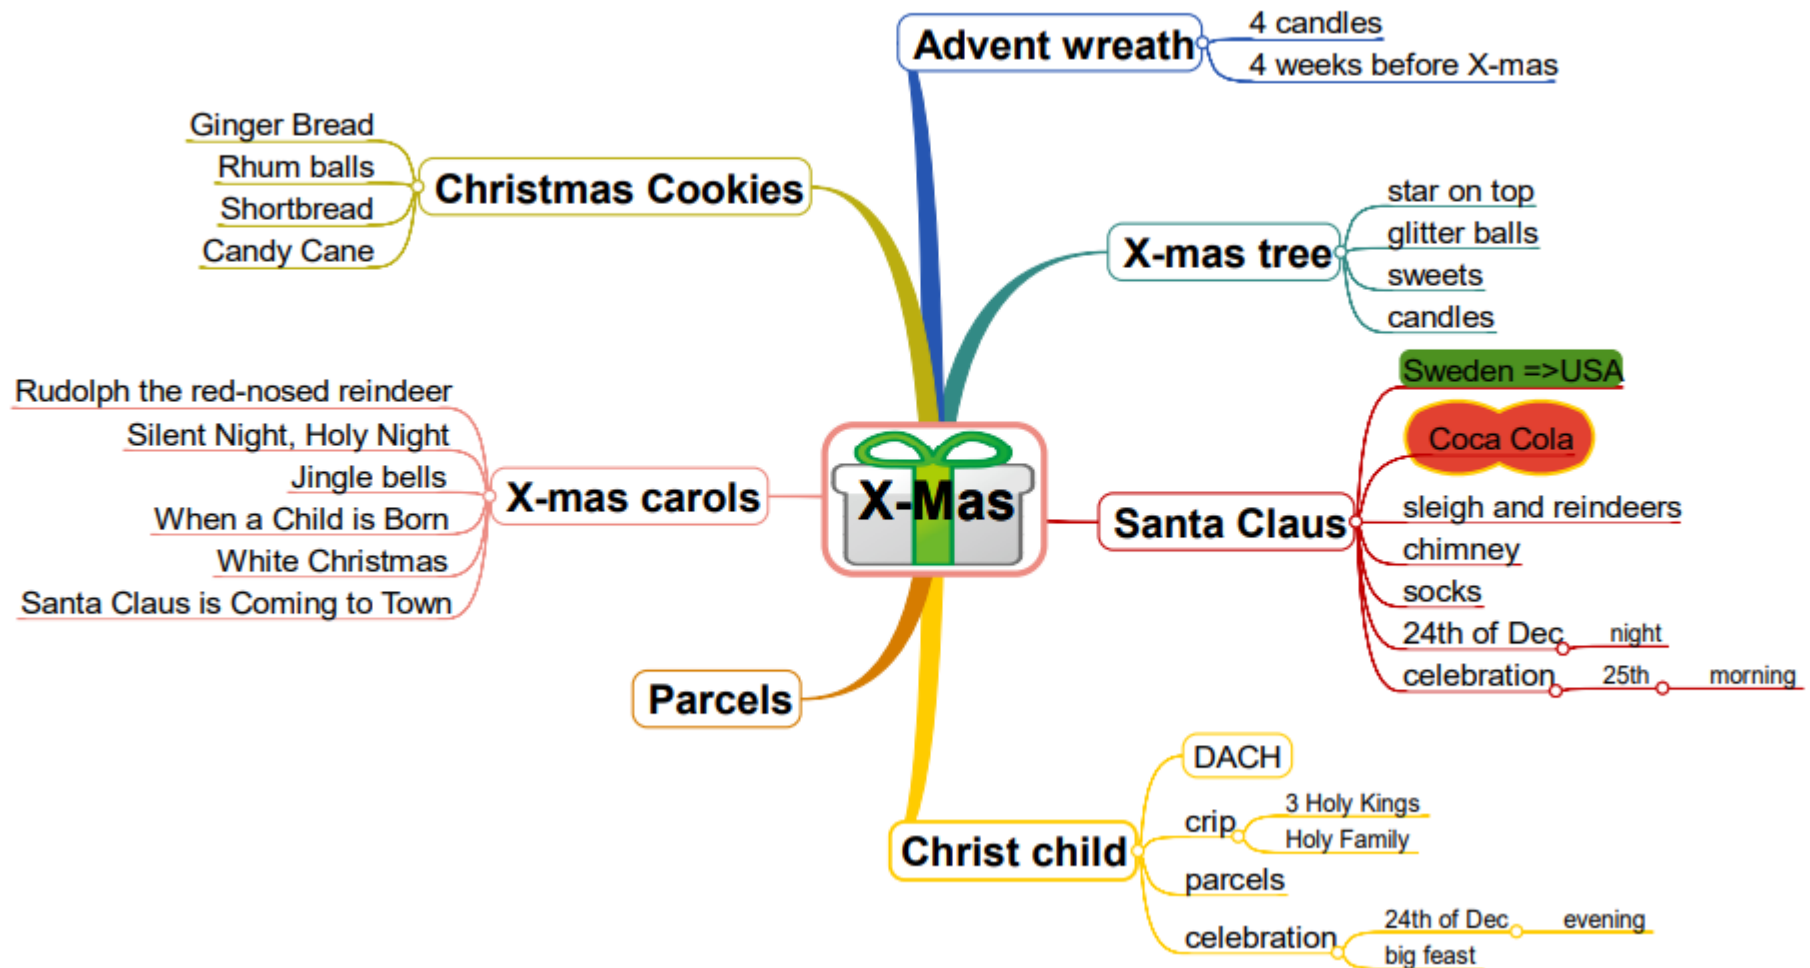 Advent wreath
4 candles
4 weeks before X-mas
Ginger Bread
Rhum balls
Shortbread
Candy Cane
Christmas Cookies
X-mas tree
star on top
glitter balls
sweets
candles
Rudolph the red-nosed reindeer
Silent Night, Holy Night
Jingle bells
When a Child is Born
White Christmas
Santa Claus is Coming to Town
X-mas carols
X-Mas
Santa Claus
Sweden =>USA
Coca Cola
sleigh and reindeers
chimney
socks
24th of Dec night
celebration 25th morning
Parcels
Christ child
DACH
crip
3 Holy Kings
Holy Family
parcels
celebration
24th of Dec evening
big feast